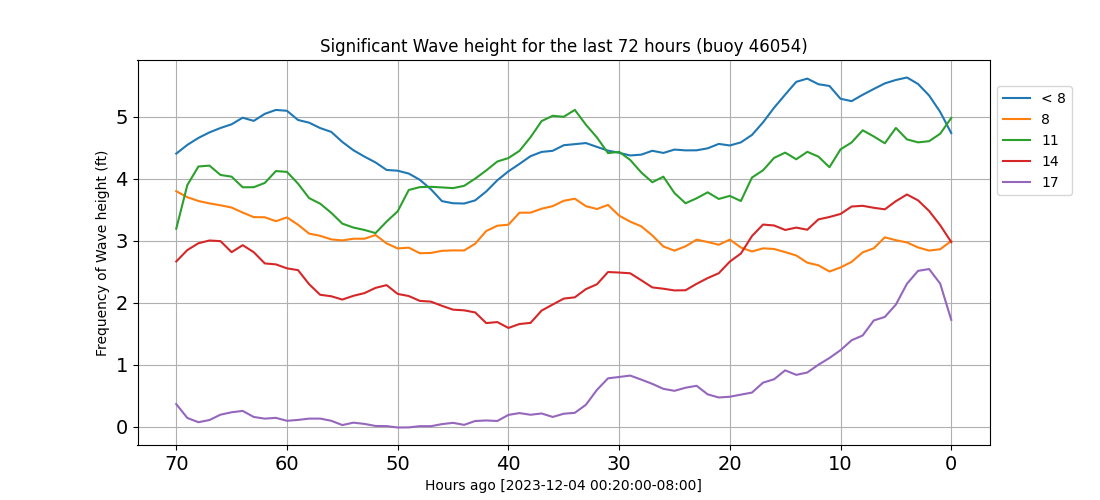 Significant Wave height for the last 72 hours (buoy 46054)
Frequency of Wave height (ft)
5
4
3
2
1
0
70 60 50 40 30 20 10 0
Hours ago [2023-12-04 00:20:00-08:00]
< 8
8
11
14
17